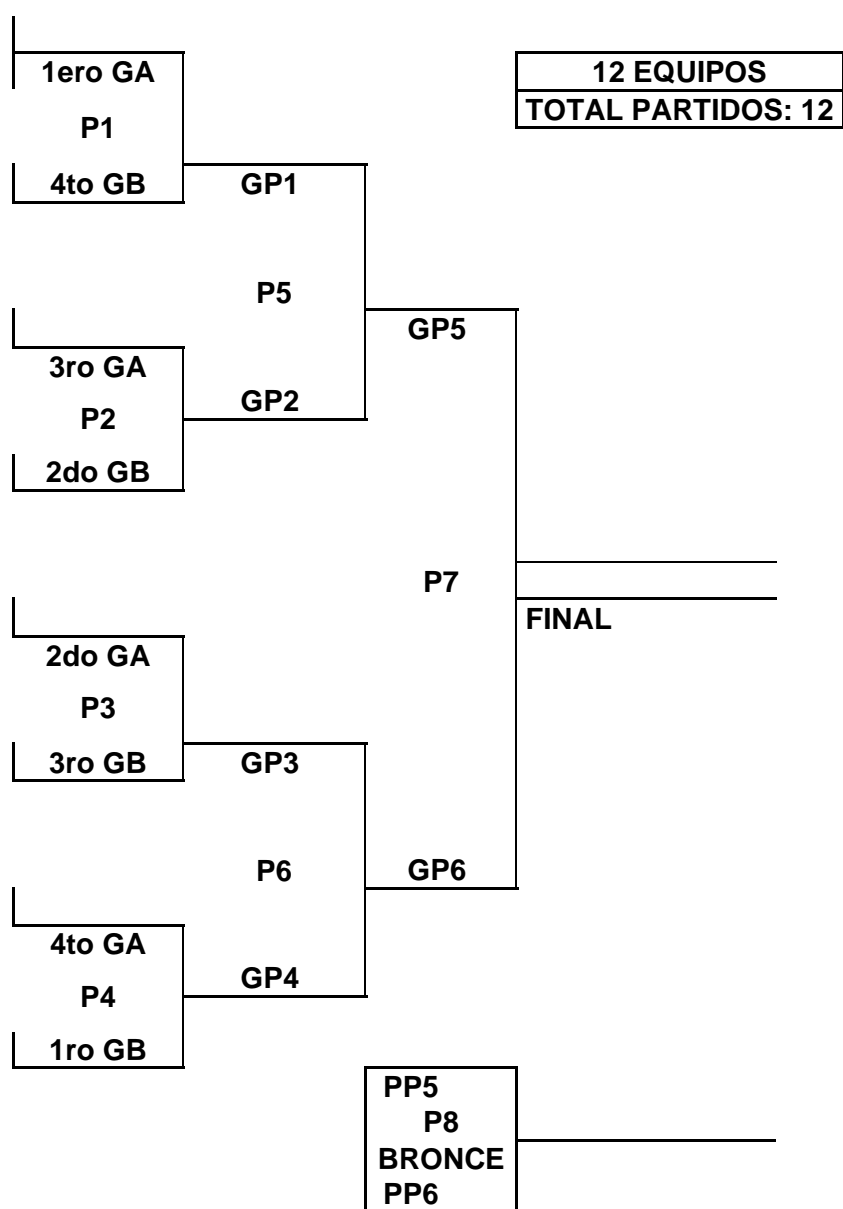 1ero GA
12 EQUIPOS
TOTAL PARTIDOS: 12
P1
4to GB
GP1
P5
GP5
3ro GA
GP2
P2
2do GB
P7
FINAL
2do GA
P3
3ro GB
GP3
P6
GP6
4to GA
GP4
P4
1ro GB
PP5
P8
BRONCE
PP6